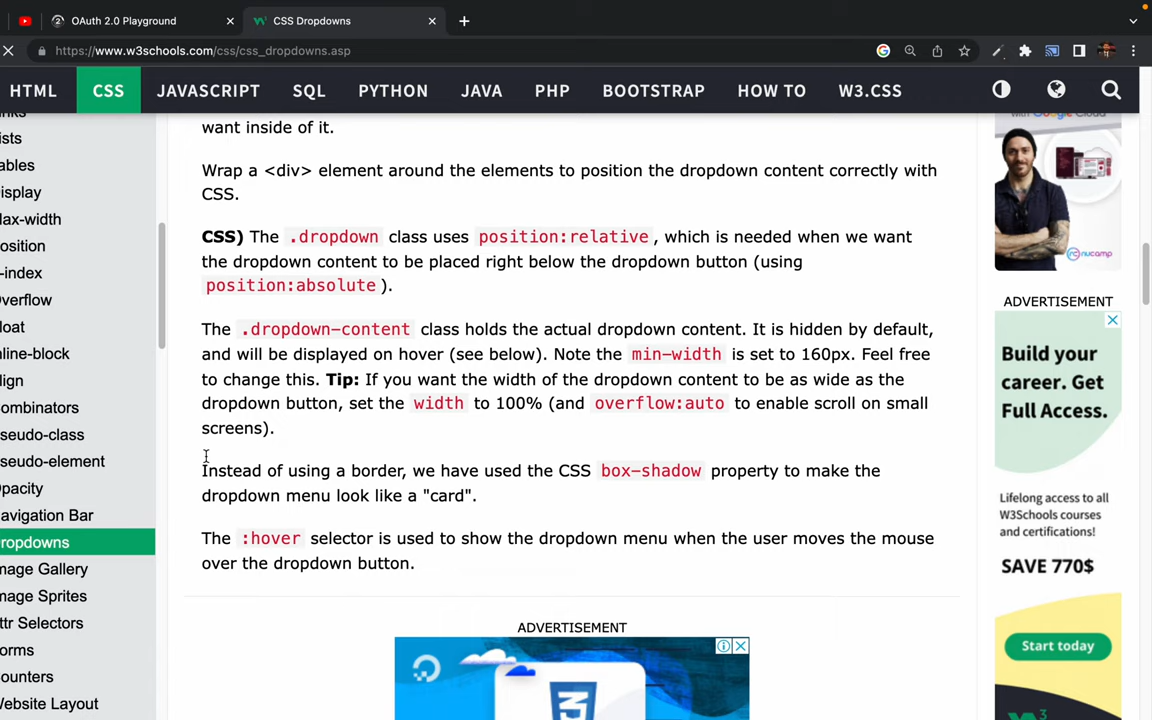 OAuth 2.0 Playground
CSS Dropdowns
https://www.w3schools.com/css/css_dropdowns.asp
HTML CSS JAVASCRIPT SQL PYTHON JAVA PHP BOOTSTRAP HOW TO W3.CSS
inks
ists
ables
isplay
ax-width
osition
-index
verflow
loat
nline-block
lign
ombinators
seudo-class
seudo-element
pacity
avigation Bar
ropdowns
mage Gallery
mage Sprites
ttr Selectors
orms
ounters
ebsite Layout
want inside of it.
Wrap a <div> element around the elements to position the dropdown content correctly with
CSS.
CSS) The .dropdown class uses position:relative, which is needed when we want
the dropdown content to be placed right below the dropdown button (using
position:absolute ).
The .dropdown-content class holds the actual dropdown content. It is hidden by default,
and will be displayed on hover (see below). Note the min-width is set to 160px. Feel free
to change this. Tip: If you want the width of the dropdown content to be as wide as the
dropdown button, set the width to 100% (and overflow:auto to enable scroll on small
screens).
Instead of using a border, we have used the CSS box-shadow property to make the
dropdown menu look like a "card".
The :hover selector is used to show the dropdown menu when the user moves the mouse
over the dropdown button.
ADVERTISEMENT
with Google Cloud
nucamp
ADVERTISEMENT
Build your
career. Get
Full Access.
Lifelong access to all
W3Schools courses
and certifications!
SAVE 770$
Start today